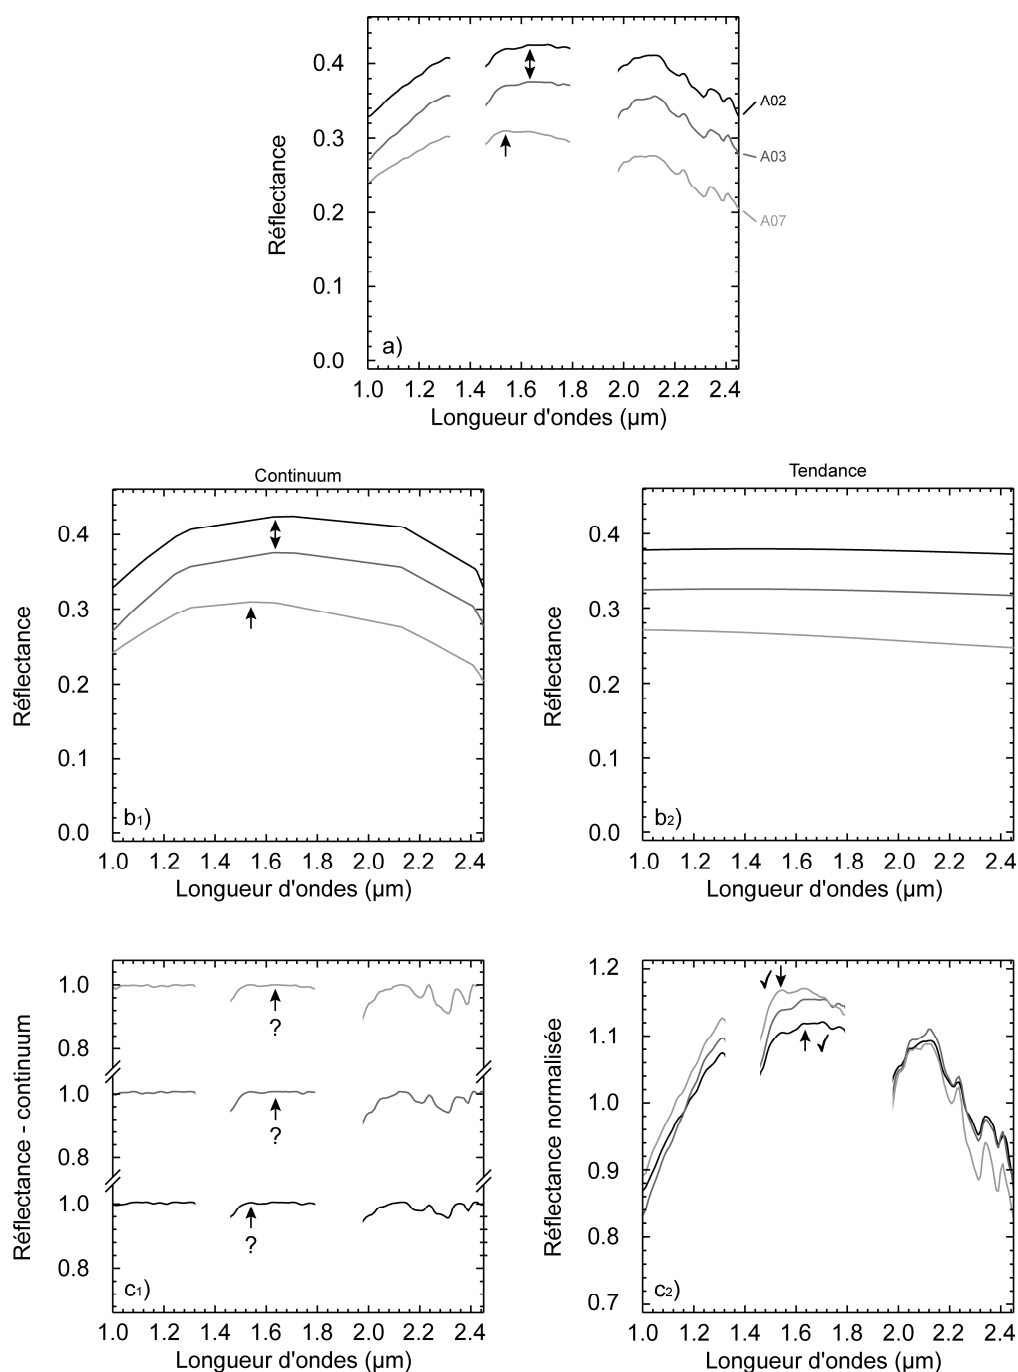 0.4
0.3
0.2
0.1
0.0
Réflectance
A02
A03
A07
a)
1.0 1.2 1.4 1.6 1.8 2.0 2.2 2.4
Longueur d'ondes (µm)
Continuum
0.4
0.3
0.2
0.1
0.0
Réflectance
b1)
1.0 1.2 1.4 1.6 1.8 2.0 2.2 2.4
Longueur d'ondes (µm)
Tendance
0.4
0.3
0.2
0.1
0.0
Réflectance
b2)
1.0 1.2 1.4 1.6 1.8 2.0 2.2 2.4
Longueur d'ondes (µm)
1.0
?
0.8
1.0
?
0.8
1.0
?
0.8
Réflectance - continuum
c1)
1.0 1.2 1.4 1.6 1.8 2.0 2.2 2.4
Longueur d'ondes (µm)
1.2
1.1
1.0
0.9
0.8
0.7
Réflectance normalisée
c2)
1.0 1.2 1.4 1.6 1.8 2.0 2.2 2.4
Longueur d'ondes (µm)